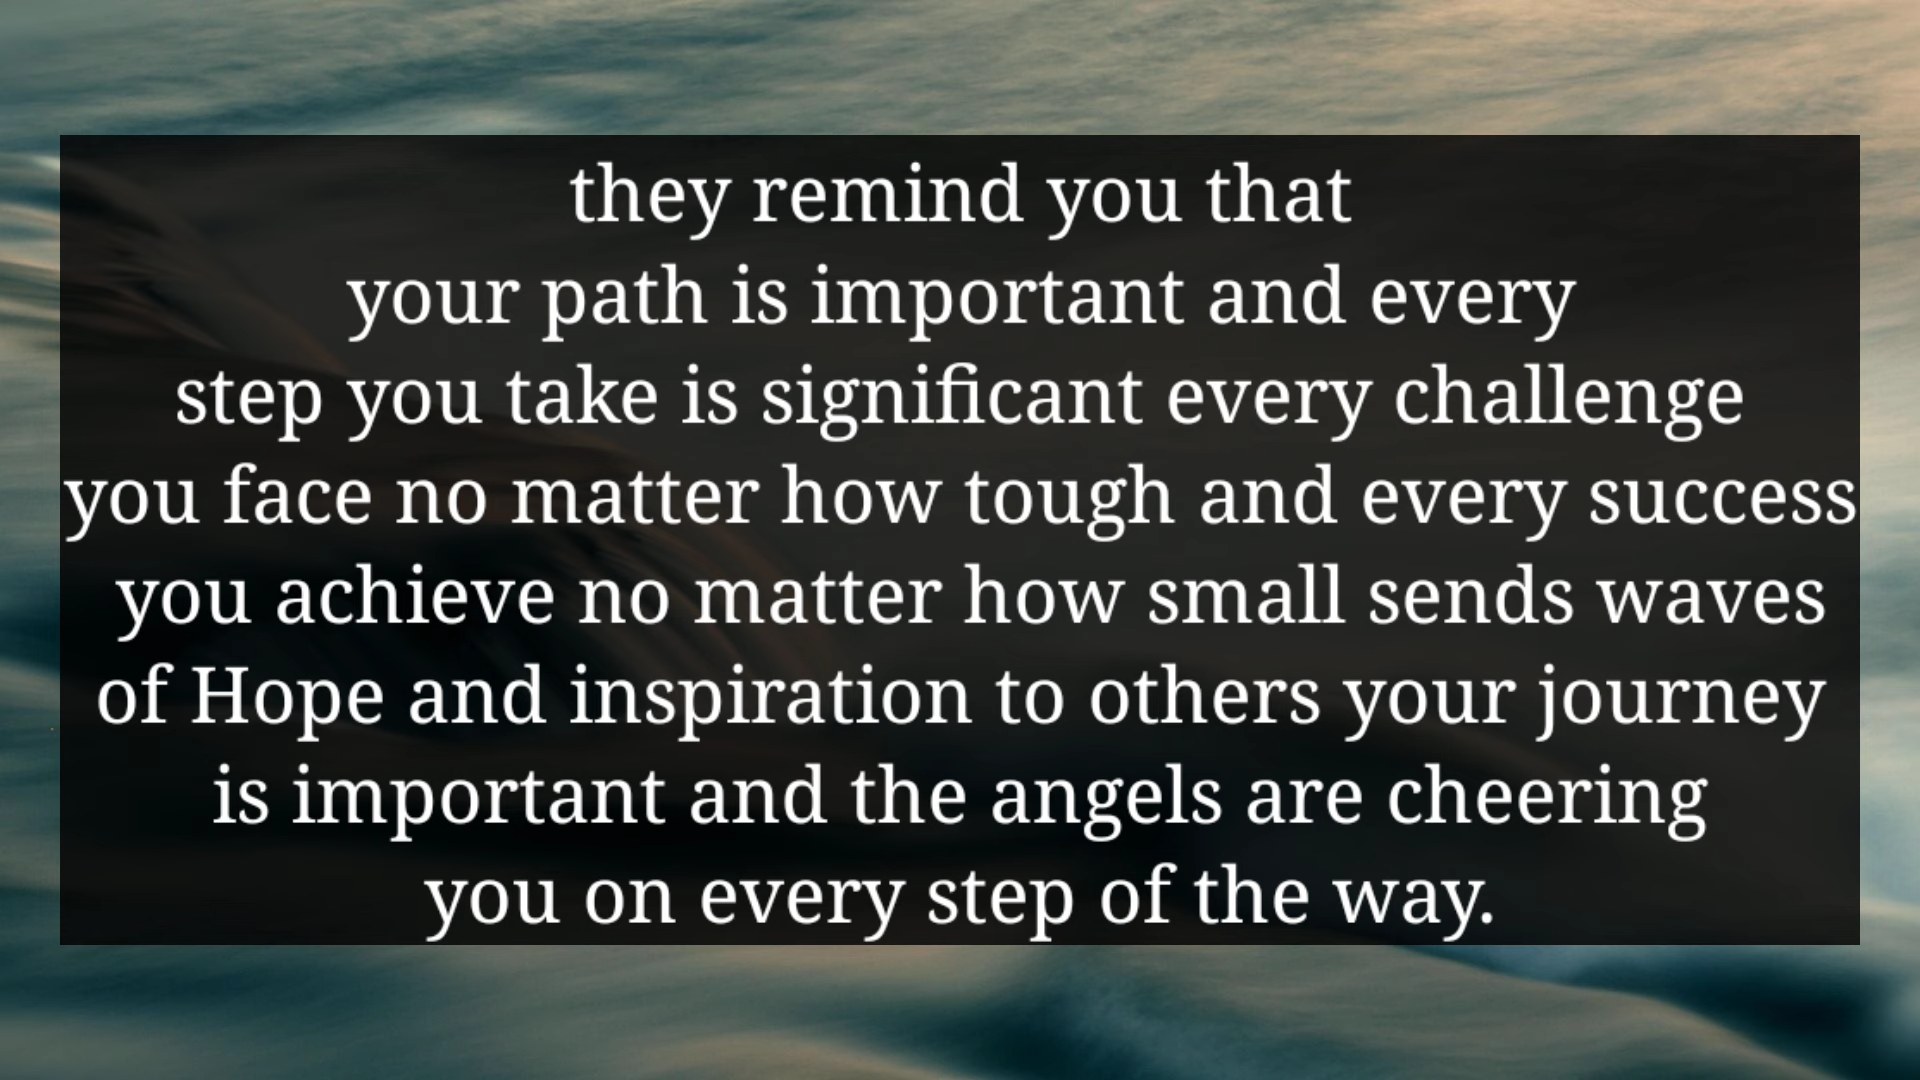 they remind you that
your path is important and every
step you take is significant every challenge
you face no matter how tough and every success
you achieve no matter how small sends waves
of Hope and inspiration to others your journey
is important and the angels are cheering
you on every step of the way.